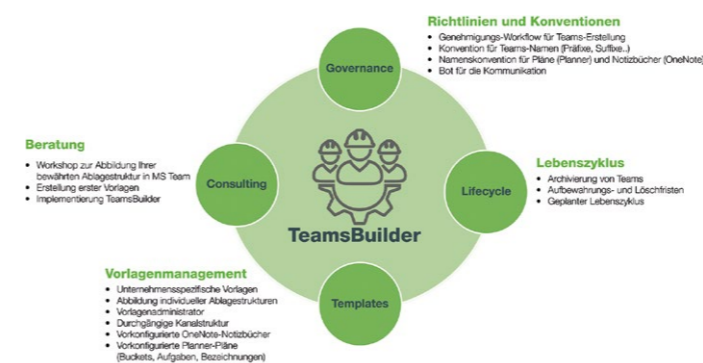 Richtlinien und Konventionen
• Genehmigungs-Workflow für Teams-Erstellung
• Konvention für Teams-Namen (Präfixe, Suffixe..)
• Namenskonvention für Pläne (Planner) und Notizbücher (OneNote)
• Bot für die Kommunikation
Governance
Beratung
• Workshop zur Abbildung Ihrer
bewährten Ablagestruktur in MS Team
• Erstellung erster Vorlagen
• Implementierung TeamsBuilder
Consulting
TeamsBuilder
Lifecycle
Lebenszyklus
• Archivierung von Teams
• Aufbewahrungs- und Löschfristen
• Geplanter Lebenszyklus
Vorlagenmanagement
• Unternehmensspezifische Vorlagen
• Abbildung individueller Ablagestrukturen
• Vorlagenadministrator
• Durchgängige Kanalstruktur
• Vorkonfigurierte OneNote-Notizbücher
• Vorkonfigurierte Planner-Pläne
(Buckets, Aufgaben, Bezeichnungen)
Templates